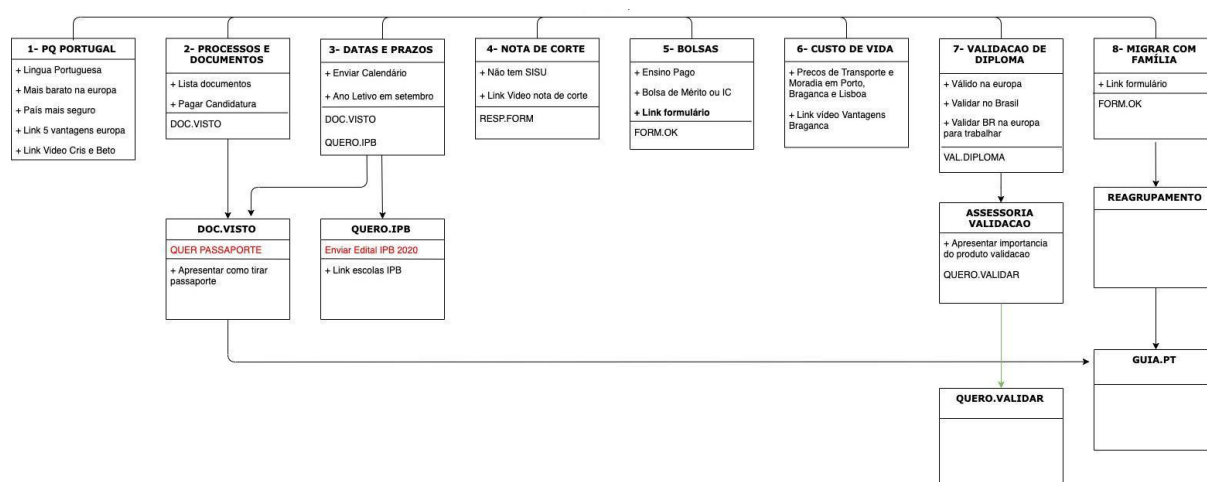 1- PQ PORTUGAL
+ Lingua Portuguesa
+ Mais barato na europa
+ País mais seguro
+ Link 5 vantagens europa
+ Link Video Cris e Beto
2- PROCESSOS E
DOCUMENTOS
+ Lista documentos
+ Pagar Candidatura
DOC.VISTO
3- DATAS E PRAZOS
+ Enviar Calendário
+ Ano Letivo em setembro
DOC.VISTO
QUERO.IPB
4- NOTA DE CORTE
+ Não tem SISU
+ Link Video nota de corte
RESP.FORM
5- BOLSAS
+ Ensino Pago
+ Bolsa de Mérito ou IC
+ Link formulário
FORM.OK
6- CUSTO DE VIDA
+ Precos de Transporte e
Moradia em Porto,
Braganca e Lisboa
+ Link vídeo Vantagens
Braganca
7- VALIDACAO DE
DIPLOMA
+ Válido na europa
+ Validar no Brasil
+ Validar BR na europa
para trabalhar
VAL.DIPLOMA
8- MIGRAR COM
FAMÍLIA
+ Link formulário
FORM.OK
DOC.VISTO
QUER PASSAPORTE
+ Apresentar como tirar
passaporte
QUERO.IPB
Enviar Edital IPB 2020
+ Link escolas IPB
ASSESSORIA
VALIDACAO
+ Apresentar importancia
do produto validacao
QUERO.VALIDAR
REAGRUPAMENTO
GUIA.PT
QUERO.VALIDAR